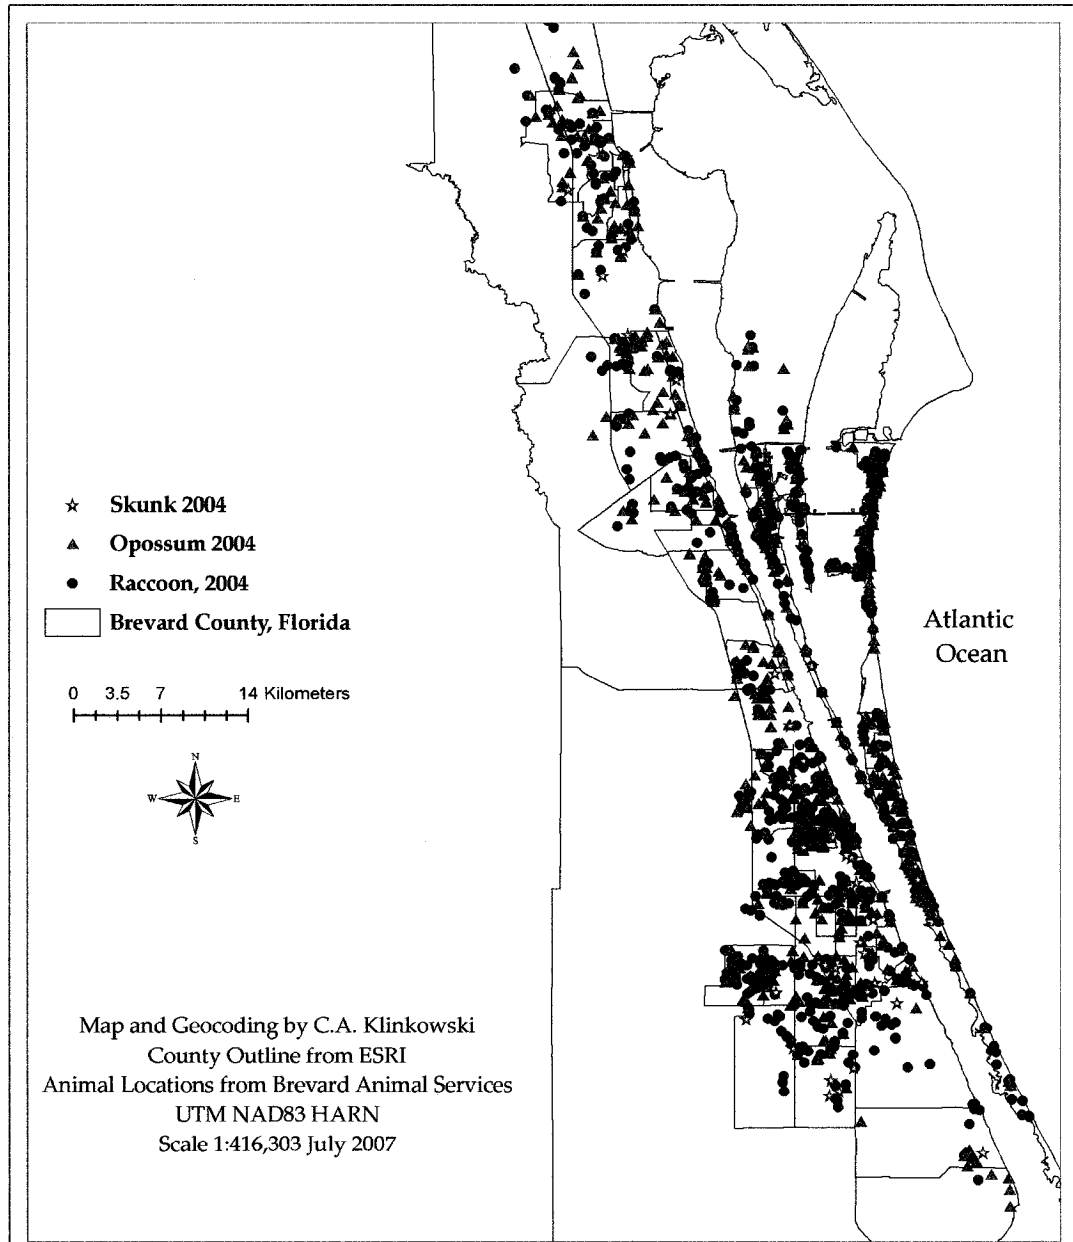 Skunk 2004
Opossum 2004
Raccoon, 2004
Brevard County, Florida
0 3.5 7 14 Kilometers
N
W E
S
Atlantic
Ocean
Map and Geocoding by C.A. Klinkowski
County Outline from ESRI
Animal Locations from Brevard Animal Services
UTM NAD83 HARN
Scale 1:416,303 July 2007